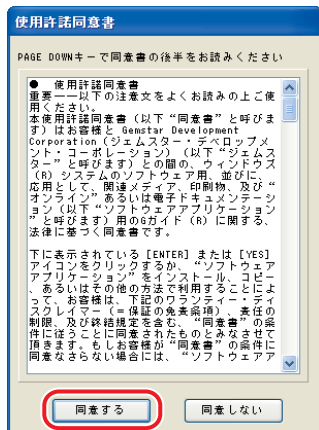 使用許諾同意書
PAGE DOWNキーで同意書の後半をお読みください
● 使用許諾同意書
重要――以下の注意文をよくお読みの上ご使
用ください。
本使用許諾同意書(以下“同意書”と呼びま
す)はお客様と Gemstar Development
Corporation(ジェムスター・デベロップメ
ント・コーポレーション)(以下“ジェムス
ター”と呼びます)との間の、ウィンドウズ
(R) システムのソフトウェア用、並びに、
応用として、関連メディア、印刷物、及び“
オンライン”あるいは電子ドキュメンテーシ
ョン(以下“ソフトウェアアプリケーション
”と呼びます)用のGガイド(R)に関する、
法律に基づく同意書です。
下に表示されている[ENTER]または[YES]
アイコンをクリックするか、“ソフトウェア
アプリケーション”をインストール、コピー
、あるいはその他の方法で利用することによ
って、お客様は、下記のワランティー・ディ
スクレイマー(=保証の免責条項)、責任の
制限、及び終結規定を含む、“同意書”の条
件に従うことに同意されたものとみなさせて
頂きます。もしお客様が“同意書”の条件に
同意なさらない場合には、“ソフトウェアア
同意する
同意しない